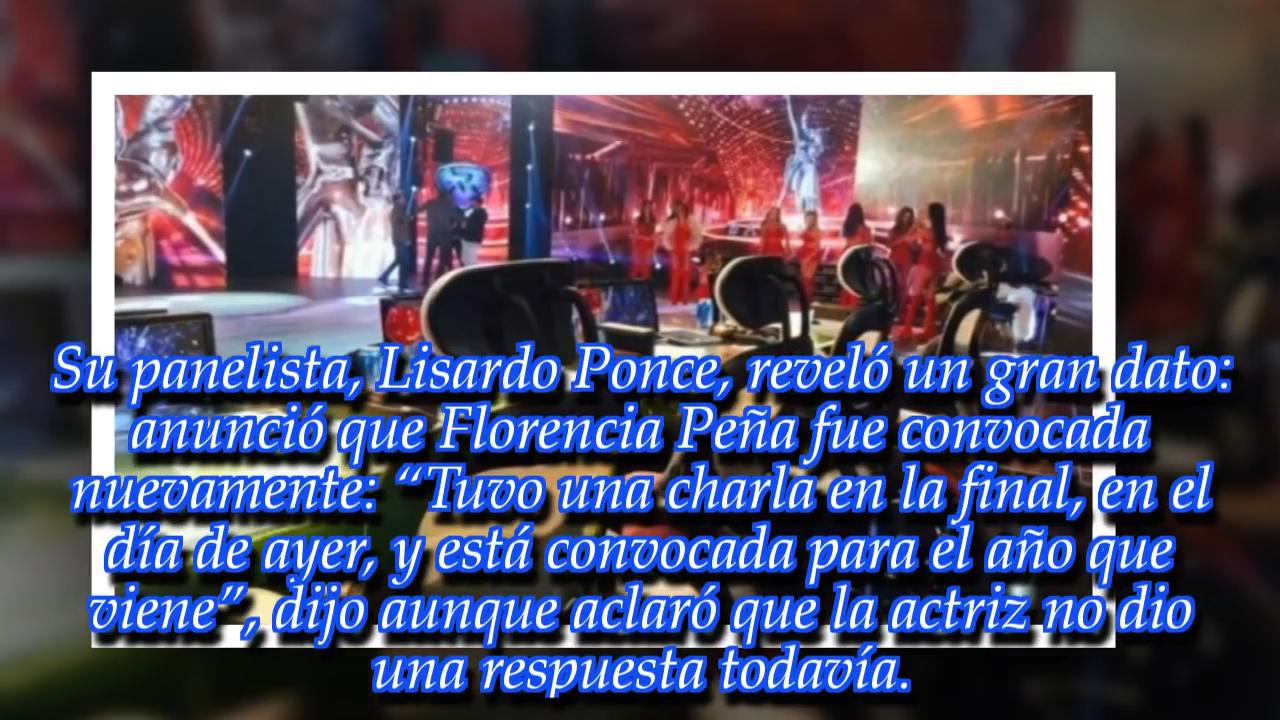 Su panelista, Lisardo Ponce, reveló un gran dato:
anunció que Florencia Peña fue convocada
nuevamente: “Tuvo una charla en la final, en el
día de ayer, y está convocada para el año que
viene”, dijo aunque aclaró que la actriz no dio
una respuesta todavía.